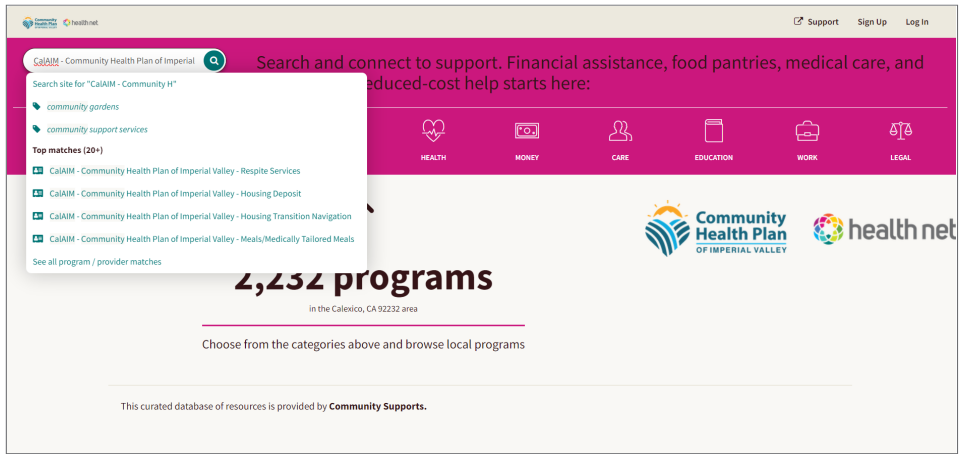 Community
Health Plan
OF IMPERIAL VALLEY
health net.
Support
Sign Up
Log In
CalAIM - Community Health Plan of Imperial
Search and connect to support. Financial assistance, food pantries, medical care, and
educed-cost help starts here:
Search site for "CalAIM - Community H"
community gardens
community support services
Top matches (20+)
CalAIM - Community Health Plan of Imperial Valley - Respite Services
CalAIM - Community Health Plan of Imperial Valley - Housing Deposit
CalAIM - Community Health Plan of Imperial Valley - Housing Transition Navigation
CalAIM - Community Health Plan of Imperial Valley - Meals/Medically Tailored Meals
See all program / provider matches
HEALTH
MONEY
CARE
EDUCATION
WORK
LEGAL
Community
Health Plan
OF IMPERIAL VALLEY
health net
2,232 programs
in the Calexico, CA 92232 area
Choose from the categories above and browse local programs
This curated database of resources is provided by Community Supports.